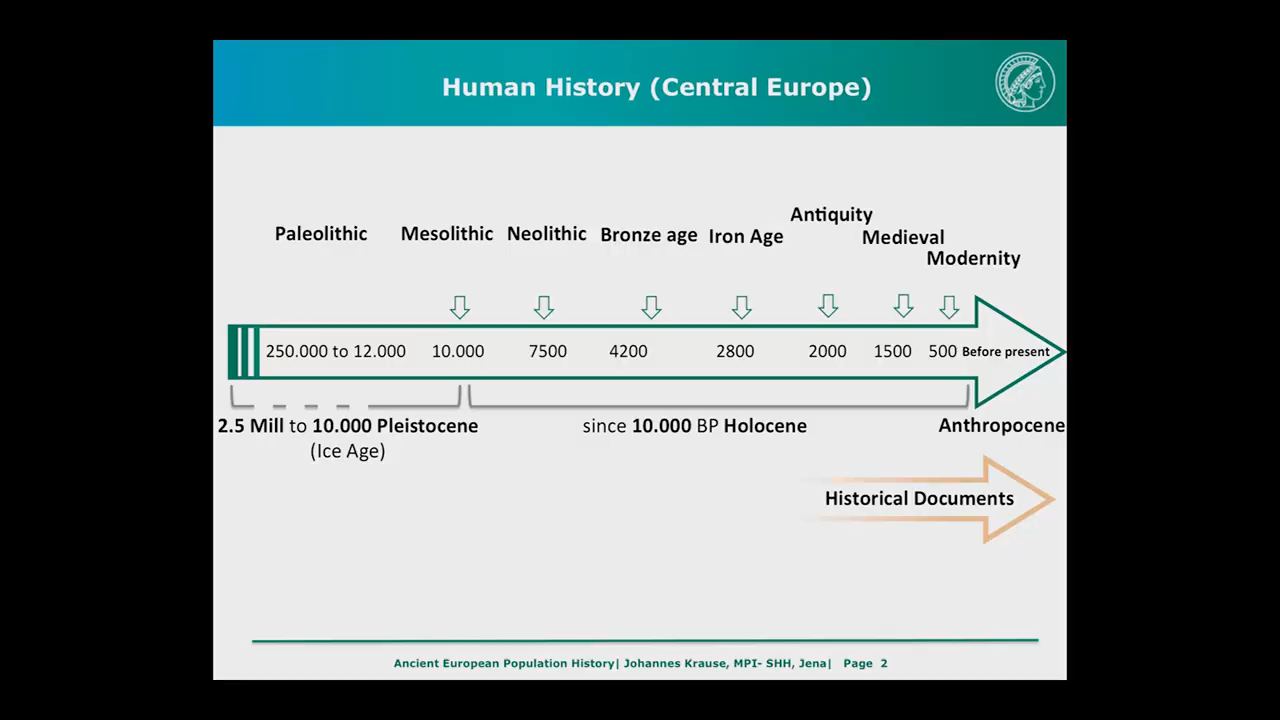 Human History (Central Europe)
Antiquity
Paleolithic Mesolithic Neolithic Bronze age Iron Age Medieval
Modernity
250.000 to 12.000 10.000 7500 4200 2800 2000 1500 500 Before present
2.5 Mill to 10.000 Pleistocene since 10.000 BP Holocene Anthropocene
(Ice Age)
Historical Documents
Ancient European Population History| Johannes Krause, MPI- SHH, Jena| Page 2